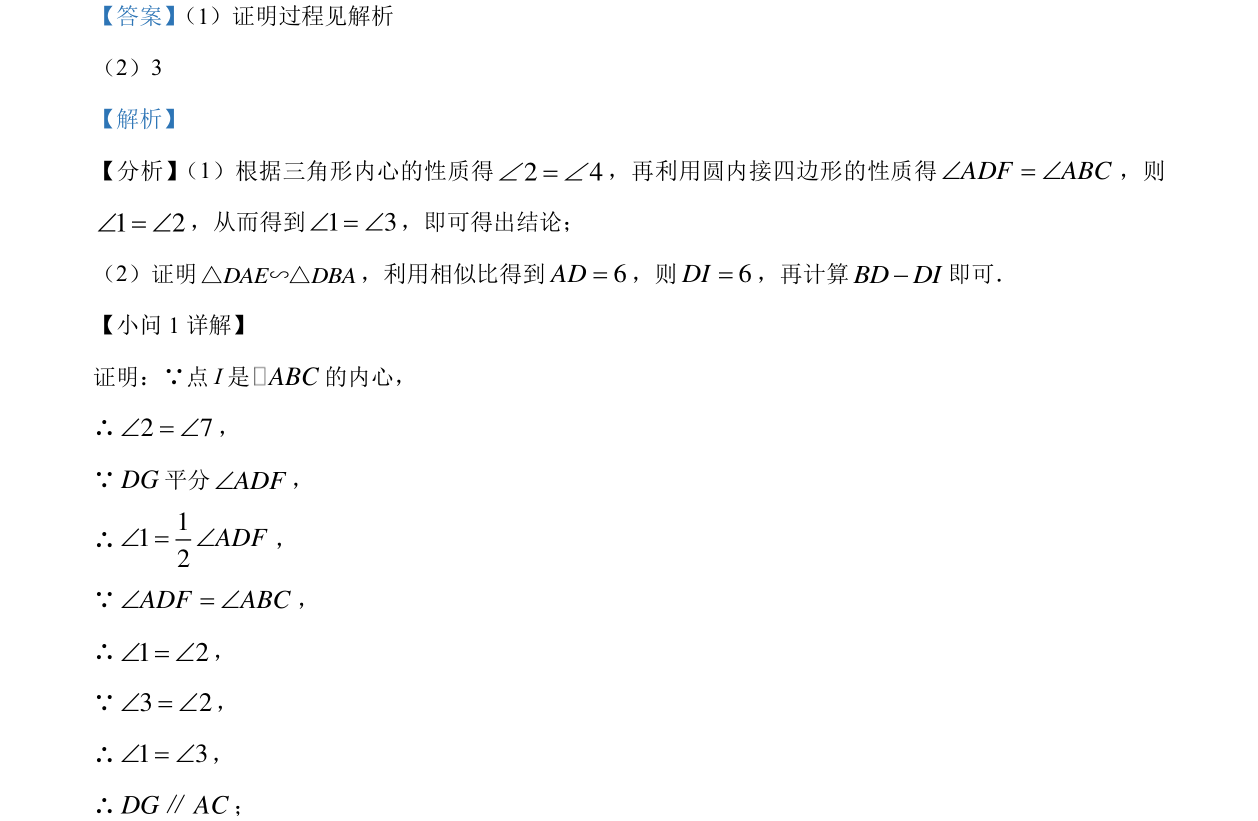 【答案】（1）证明过程见解析
（2）3
【解析】
【分析】（1）根据三角形内心的性质得∠2=∠4，再利用圆内接四边形的性质得∠ADF=∠ABC，则
∠1=∠2，从而得到∠1=∠3，即可得出结论；
（2）证明△DAE∽△DBA，利用相似比得到AD=6，则DI=6，再计算BD−DI即可．
【小问 1 详解】
证明：∵点 I 是□ABC 的内心，
∴∠2=∠7，
∵DG 平分∠ADF，
∴∠1=1/2∠ADF，
∵∠ADF=∠ABC，
∴∠1=∠2，
∵∠3=∠2，
∴∠1=∠3，
∴DG∥AC；